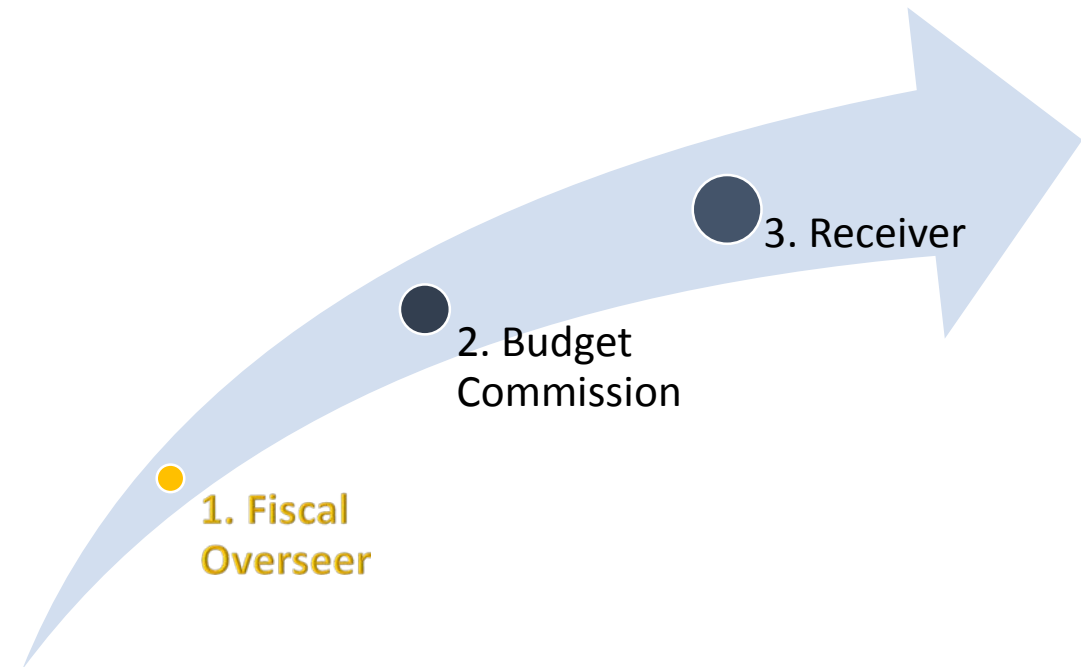 3. Receiver
2. Budget
Commission
1. Fiscal
Overseer